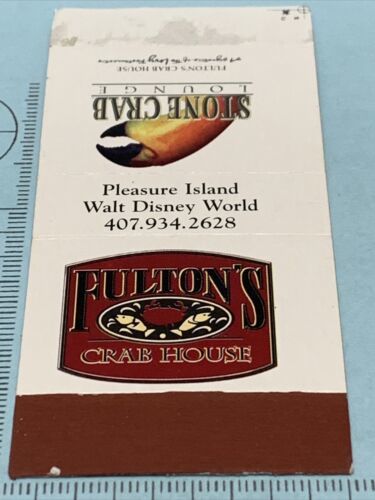 FULTON'S CRAB HOUSE
STONE CRAB
LOUNGE
Pleasure Island
Walt Disney World
407.934.2628
FULTON'S
CRAB HOUSE